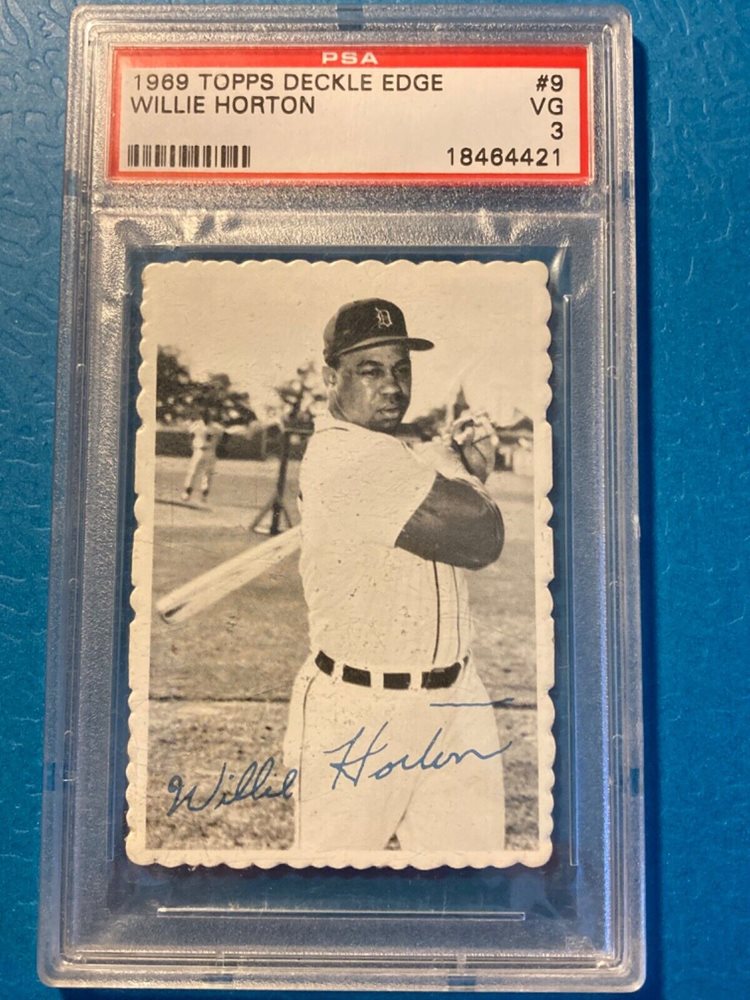 PSA
1969 TOPPS DECKLE EDGE #9
WILLIE HORTON VG
3
18464421
D
Willie Horton